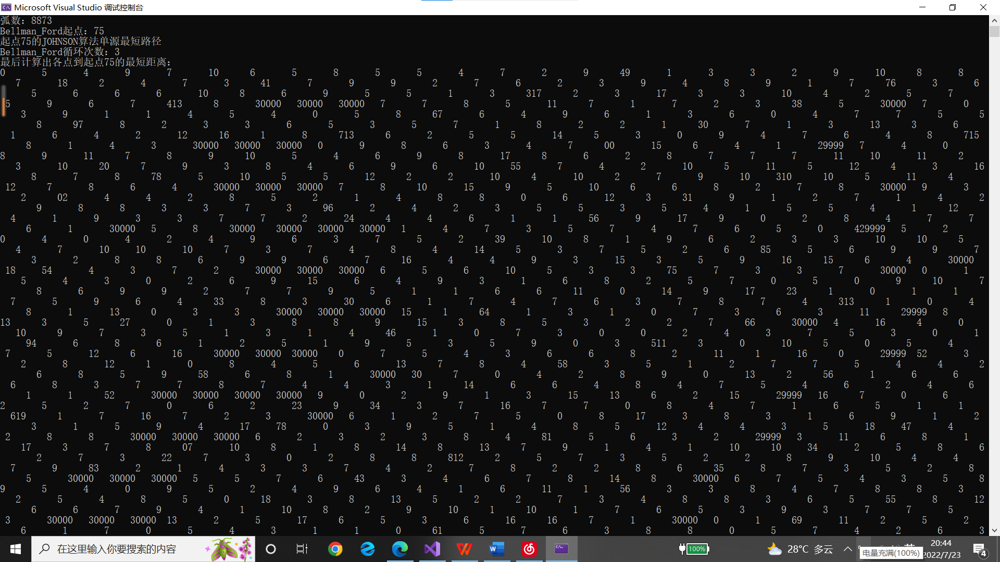 Microsoft Visual Studio 调试控制台
弧数: 8873
Bellman_Ford起点: 75
起点75的JOHNSON算法单源最短路径
Bellman_Ford循环次数: 3
最后计算出各点到起点75的最短距离:
0 5 4 9 7 10 6 5 8 5 5 4 7 2 9 49 1 3 3 2 9 10 8 8
7 18 2 4 7 3 41 7 9 9 2 7 6 2 3 9 4 8 9 1 7 76 3 6
5 6 6 6 10 8 6 9 5 5 1 3 317 2 3 17 3 3 10 4 2 5 7
5 9 6 7 413 8 30000 30000 30000 7 7 8 5 11 7 1 7 2 3 38 5 30000 7 0
3 9 1 1 4 5 4 0 5 8 67 6 4 9 6 1 3 6 0 4 7 7 5 5
8 97 8 2 3 3 6 5 3 5 7 1 8 2 2 1 30 7 1 3 13 3 6
1 6 4 2 12 16 1 8 713 6 2 5 5 14 5 3 0 9 4 7 6 4 8 715
8 1 4 3 30000 30000 30000 0 9 8 6 3 4 7 00 15 6 4 1 29999 7 4 0
8 9 11 7 8 9 10 5 4 6 9 8 17 8 6 2 8 7 7 7 11 10 11 2
3 10 20 7 9 3 8 4 6 9 6 10 55 7 4 2 10 5 11 5 12 4 3 16
8 7 8 78 5 10 5 5 12 2 2 10 4 10 2 7 9 10 310 10 5 11 4
12 7 8 6 4 30000 30000 30000 7 8 10 15 9 5 10 6 6 8 2 7 8 30000 9 3
2 02 4 4 2 8 5 2 1 4 8 8 0 6 12 3 31 9 1 2 7 1 4 2
9 8 8 3 3 7 3 96 2 4 2 3 5 5 3 5 4 1 5 5 4 1 12
4 1 9 3 3 7 7 2 24 4 4 6 1 1 56 9 17 9 0 2 8 4 7 7
6 1 30000 5 8 30000 30000 30000 30000 1 4 7 3 5 7 4 7 6 5 0 429999 5 2
0 4 0 4 2 4 9 6 3 7 5 2 39 10 8 1 9 6 2 3 3 10 10 5
4 7 10 10 10 7 3 7 4 8 4 14 5 3 7 5 2 6 85 5 6 9 9 7
3 2 8 8 6 9 9 6 7 16 4 4 9 3 15 3 5 9 16 15 6 4 30000
18 54 4 3 7 2 30000 30000 30000 6 5 6 10 5 3 3 75 7 3 3 7 30000 0 1
5 4 3 0 2 6 9 15 6 4 9 3 1 6 8 2 5 7 0 5 0 9 10 7
8 6 9 9 2 7 7 9 5 1 1 6 6 11 0 14 9 17 23 1 0 1 1
7 5 9 6 4 33 8 3 30 6 1 7 4 7 6 3 7 8 7 4 313 1 0 4
8 1 13 0 3 3 30000 30000 30000 15 1 64 1 3 1 0 7 3 6 3 11 29999 8
13 3 5 27 0 1 3 8 8 9 15 3 8 5 3 2 2 7 66 30000 4 16 4 0
10 9 7 3 5 1 3 1 4 46 1 0 7 3 0 0 2 4 3 7 5 3 0 1
94 6 8 6 1 2 5 1 9 5 3 5 9 0 3 511 3 0 10 5 0 5 4
7 5 12 6 16 30000 30000 30000 0 7 5 4 3 6 6 8 2 11 1 16 0 29999 52 3
2 8 12 1 0 8 4 5 6 13 7 8 4 58 3 5 1 2 7 7 5 4 4 2
6 8 5 9 58 6 8 1 30000 30 7 0 4 2 8 9 0 13 2 56 1 6 6
6 8 3 7 7 8 7 4 4 3 1 14 6 6 4 8 4 7 5 4 6 2 4 6
1 1 52 30000 30000 30000 30000 9 0 2 9 1 3 15 13 6 2 15 29999 16 7 0 6
2 5 2 7 0 6 2 23 9 34 3 7 16 7 7 0 8 4 7 1 6 5 1 1
619 1 7 16 7 2 3 30000 6 1 2 7 5 0 8 17 3 8 3 1 6 9 1 2
3 1 5 9 4 17 78 0 3 9 5 1 4 8 5 12 4 4 3 5 18 47 4
2 8 8 30000 30000 30000 6 2 3 2 3 8 4 81 5 6 3 2 29999 3 11 6 8 1
17 3 7 8 07 10 8 1 8 14 8 13 7 9 1 4 1 10 10 34 2 5 8 6
2 7 3 22 7 3 0 2 8 8 812 2 5 7 3 5 2 2 8 9 10 4 4
7 9 83 2 1 4 3 3 7 4 2 7 8 2 2 8 6 35 8 7 3 5 2 8
5 30000 30000 30000 5 5 7 6 43 3 4 6 7 8 14 8 30000 6 7 5 4 3 5 8
9 5 4 0 9 5 2 4 9 6 4 1 6 11 1 56 3 3 8 4 7 8 8 3
2 5 4 8 5 0 18 3 8 13 5 2 2 7 3 4 8 3 6 5 55 8 12
6 6 7 9 4 1 10 8 2 9 10 1 10 1 7 6 5 8 3 3 7 7 5
3 30000 30000 30000 13 2 5 17 6 5 3 6 16 16 7 1 30000 0 1 69 11 2 5 2
6 1 7 0 5 4 3 1 1 0 61 5 7 6 3 8 8 0 5 7 4 2 6 3
在这里输入你要搜索的内容
100%
28°C 多云
电量充满(100%)
20:44
2022/7/23
4